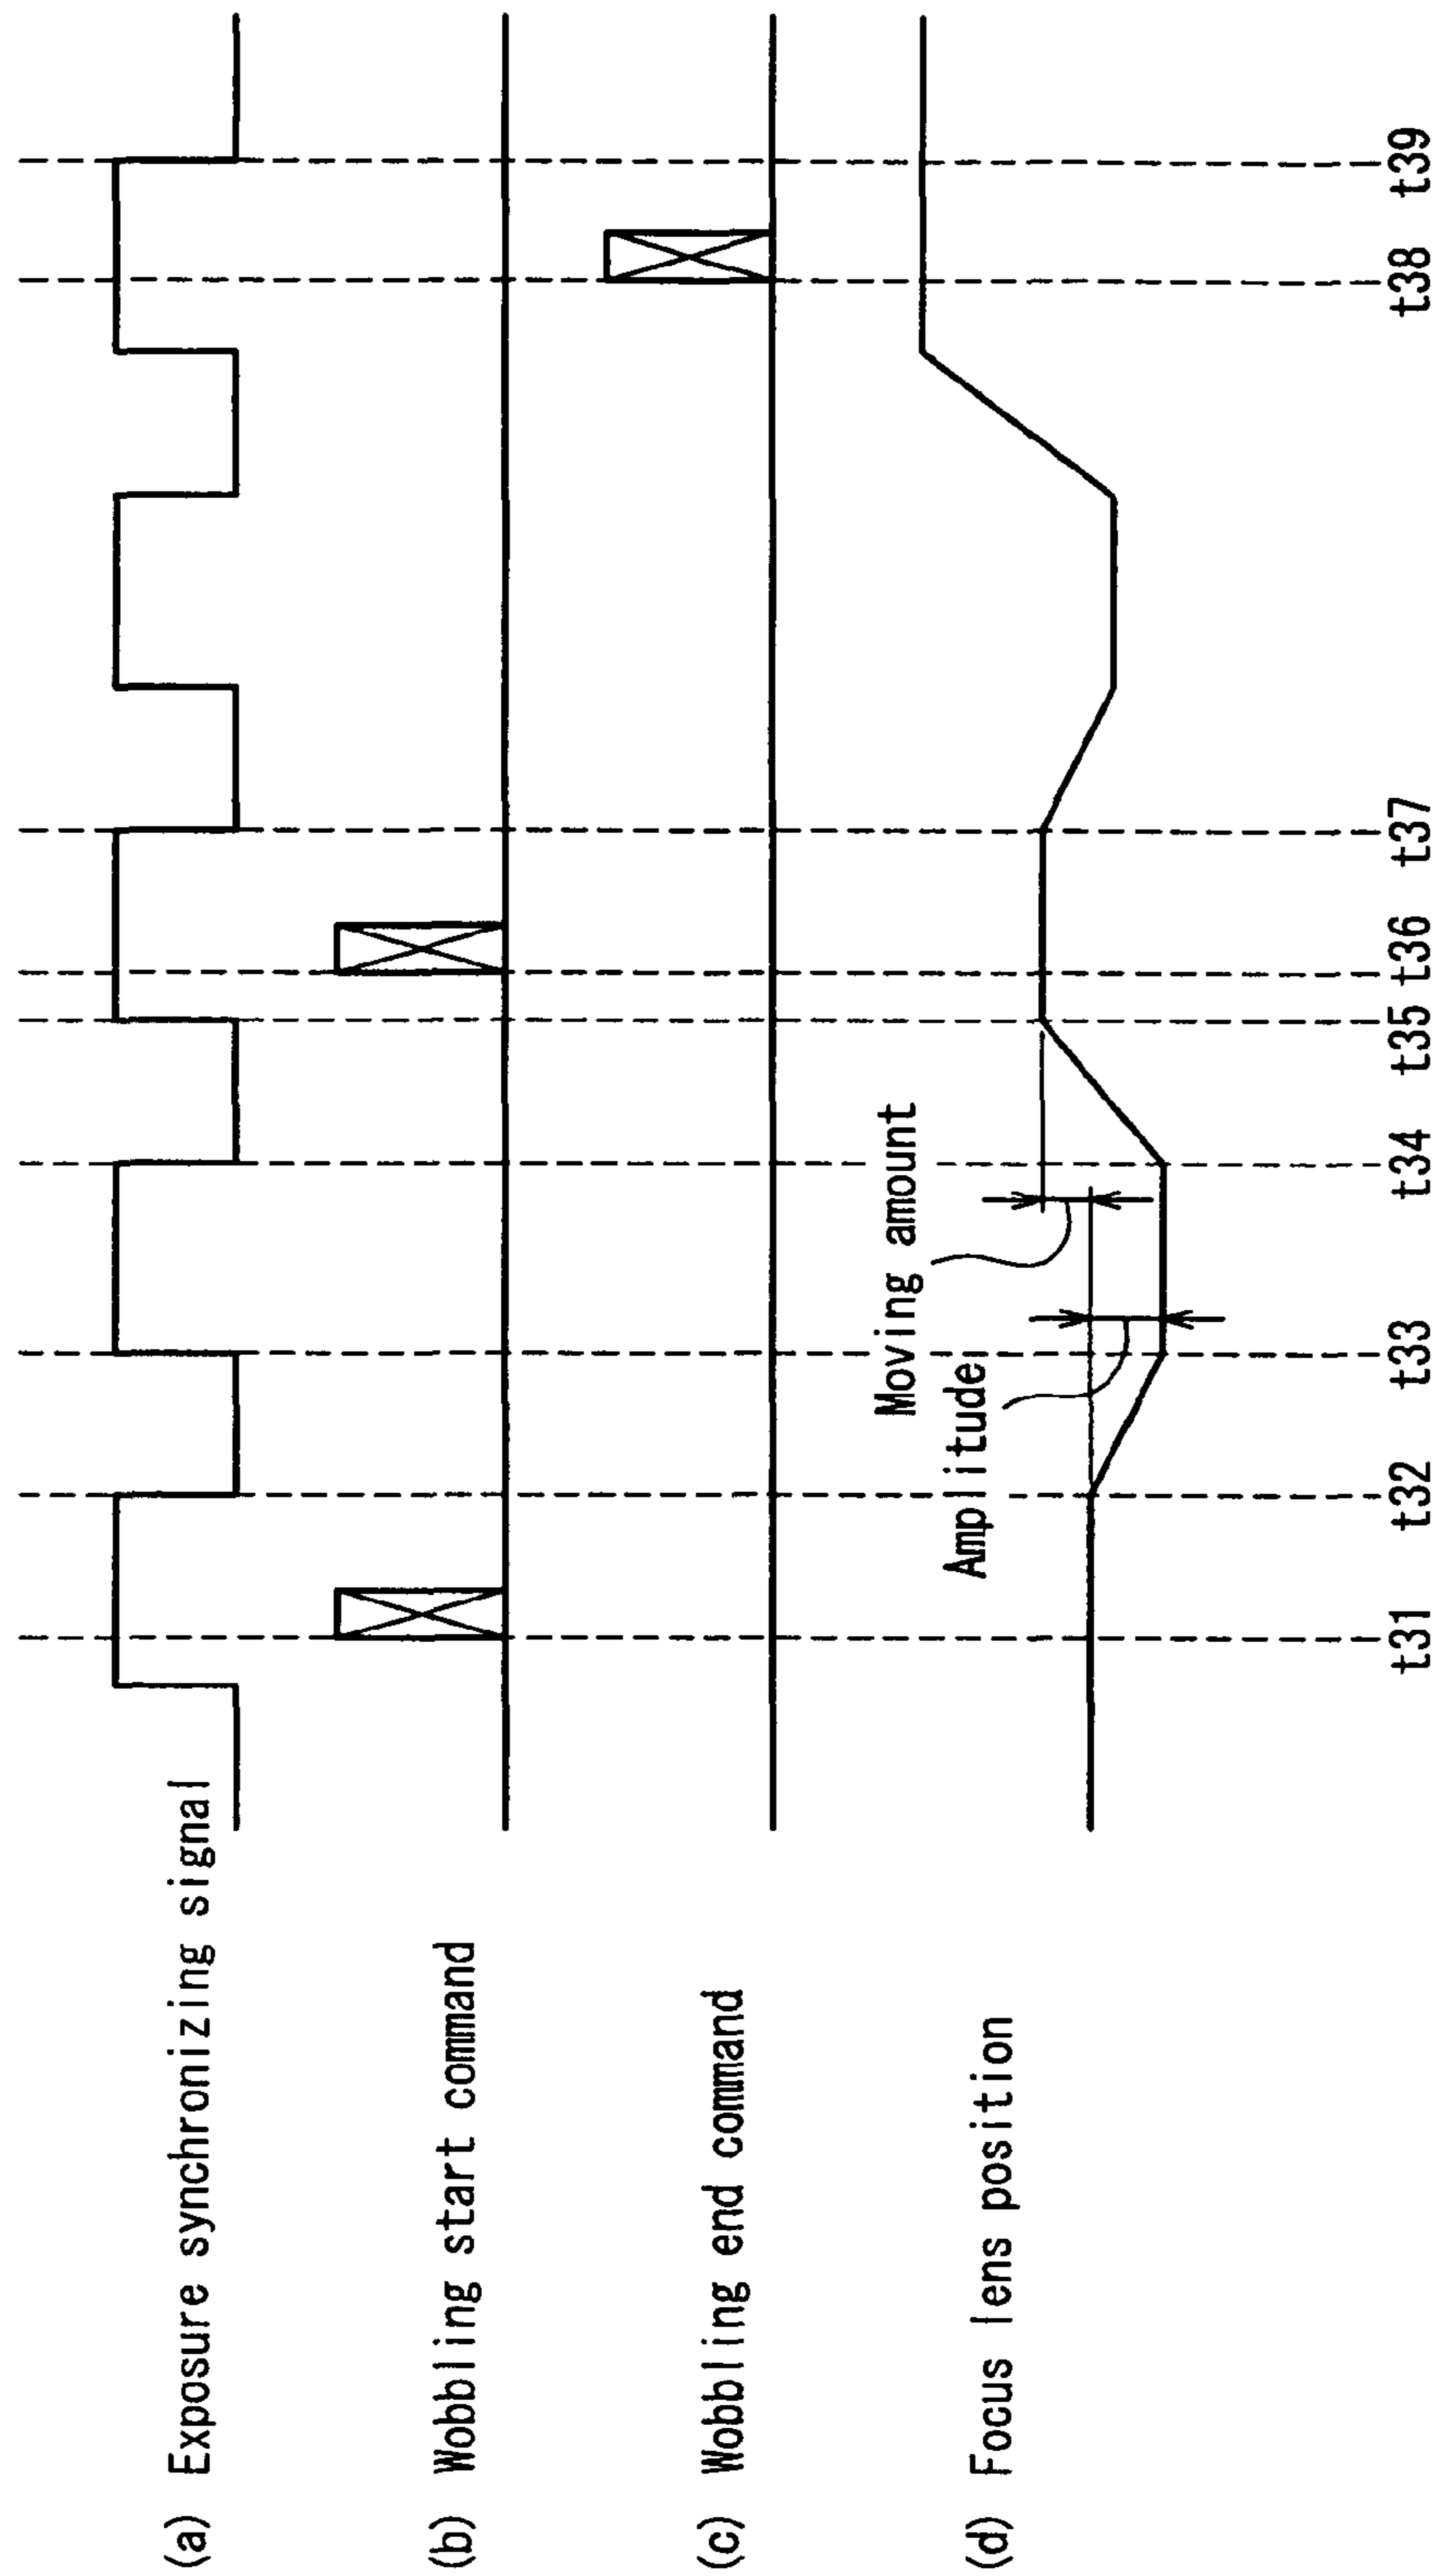 (a) Exposure synchronizing signal
(b) Wobbling start command
(c) Wobbling end command
(d) Focus lens position
Amplitude
Moving amount
t31 t32 t33 t34 t35 t36 t37 t38 t39